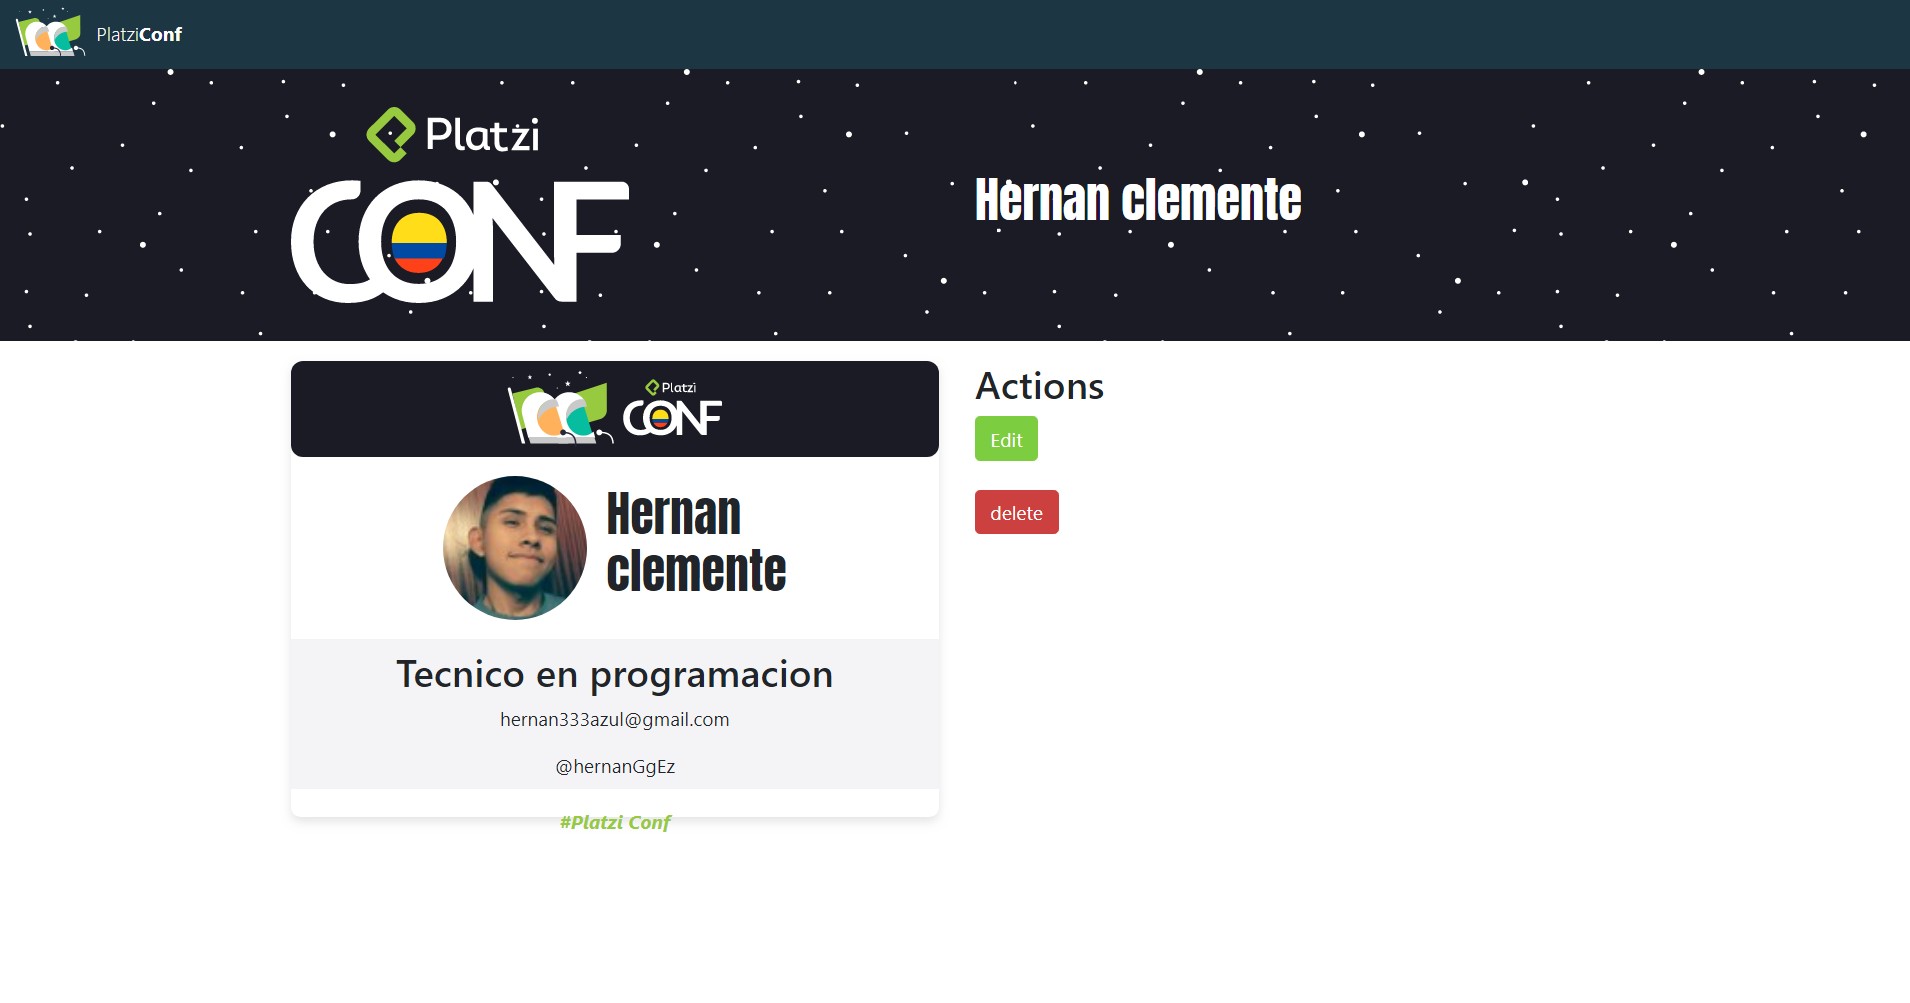 PlatziConf
Platzi
CONF
Hernan clemente
Platzi
CONF
Hernan
clemente
Tecnico en programacion
hernan333azul@gmail.com
@hernanGgEz
#Platzi Conf
Actions
Edit
delete